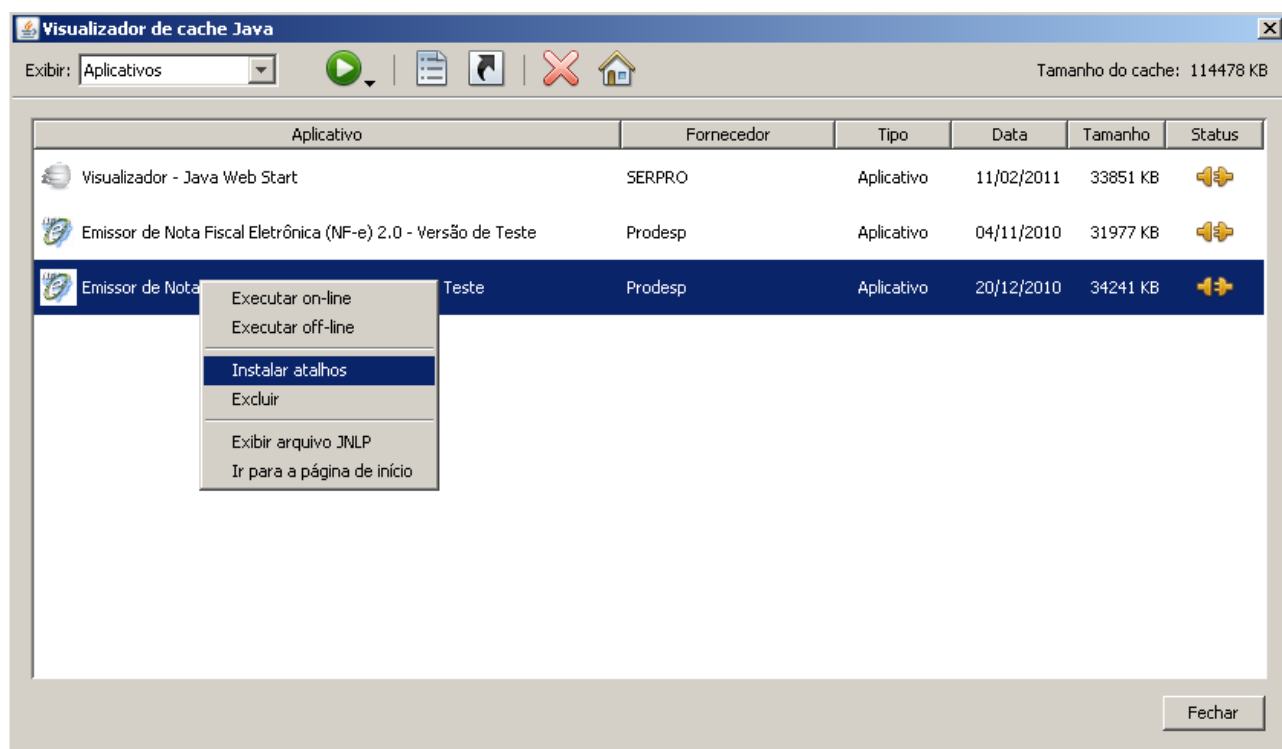 Visualizador de cache Java
Exibir: Aplicativos Tamanho do cache: 114478 KB
Aplicativo Fornecedor Tipo Data Tamanho Status
Visualizador - Java Web Start SERPRO Aplicativo 11/02/2011 33851 KB
Emissor de Nota Fiscal Eletrônica (NF-e) 2.0 - Versão de Teste Prodesp Aplicativo 04/11/2010 31977 KB
Emissor de Nota Teste Prodesp Aplicativo 20/12/2010 34241 KB
Executar on-line
Executar off-line
Instalar atalhos
Excluir
Exibir arquivo JNLP
Ir para a página de início
Fechar